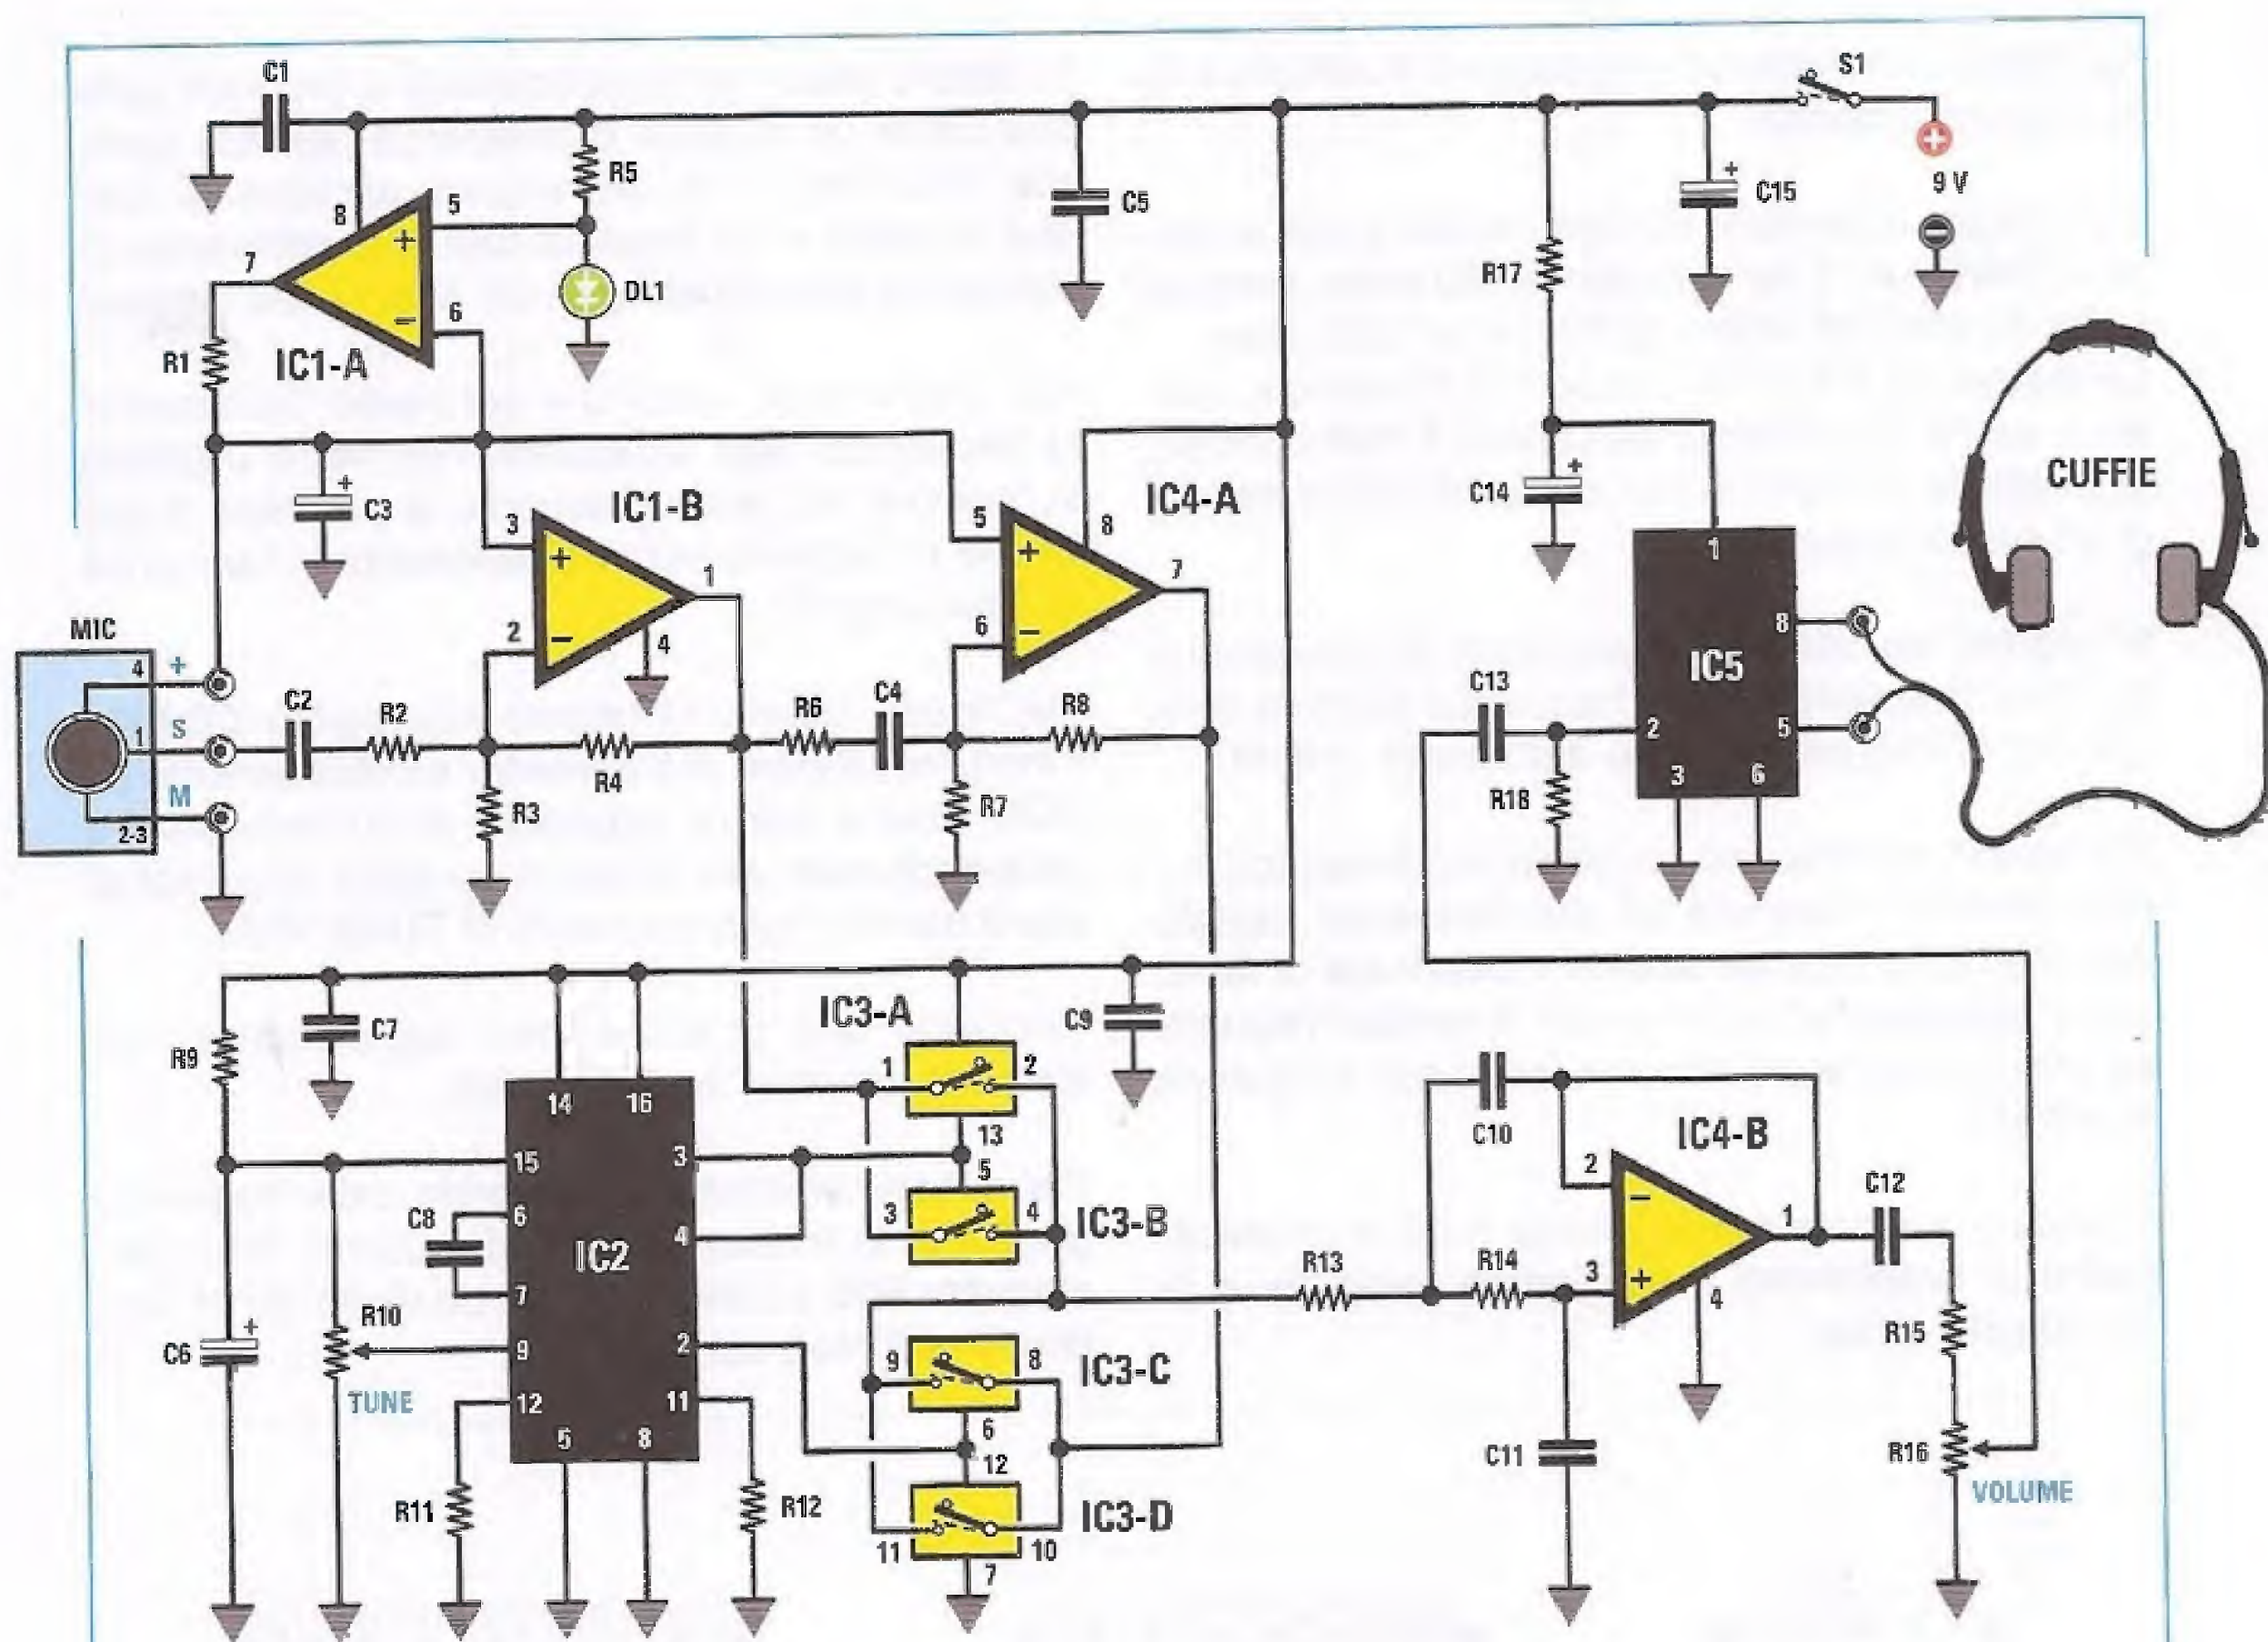 C1
S1
R5
8
5
+
C5
+
C15
9 V
+
7
–
6
DL1
R17
R1
IC1-A
+
C3
IC1-B
IC4-A
+
C14
CUFFIE
3
+
1
5
+
8
7
1
2
–
4
6
–
MIC
4
+
S
1
M
2-3
C2
R2
R4
R3
R6
C4
R8
R7
C13
R18
2
IC5
8
5
3
6
R9
C7
IC3-A
C9
1
2
13
14
16
15
3
5
C8
6
4
3
4
IC3-B
IC2
7
R10
9
2
TUNE
C6
+
12
11
5
8
R11
R12
9
8
IC3-C
6
12
IC3-D
11
10
7
C10
IC4-B
2
–
1
C12
R13
R14
3
+
4
R15
C11
R16
VOLUME